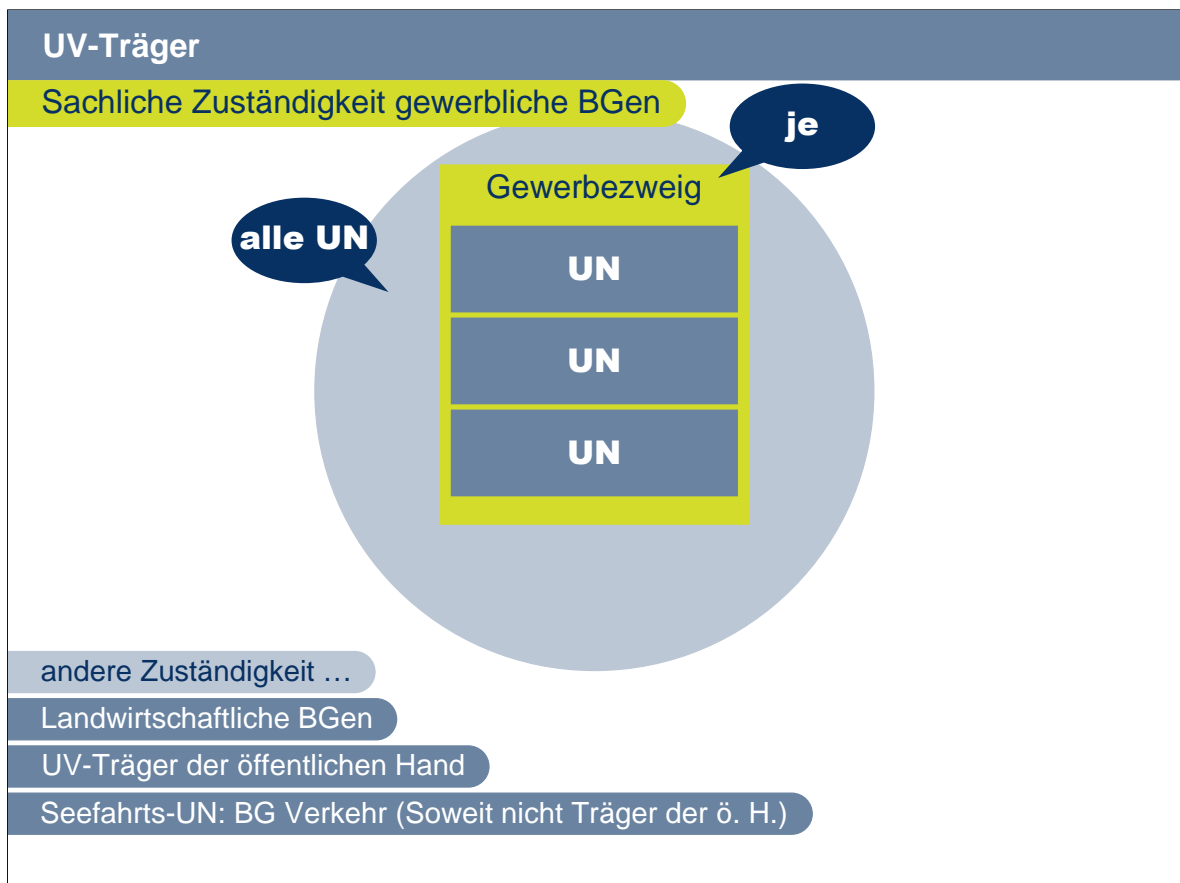 UV-Träger
Sachliche Zuständigkeit gewerbliche BGen
je
Gewerbezweig
alle UN
UN
UN
UN
andere Zuständigkeit …
Landwirtschaftliche BGen
UV-Träger der öffentlichen Hand
Seefahrts-UN: BG Verkehr (Soweit nicht Träger der ö. H.)